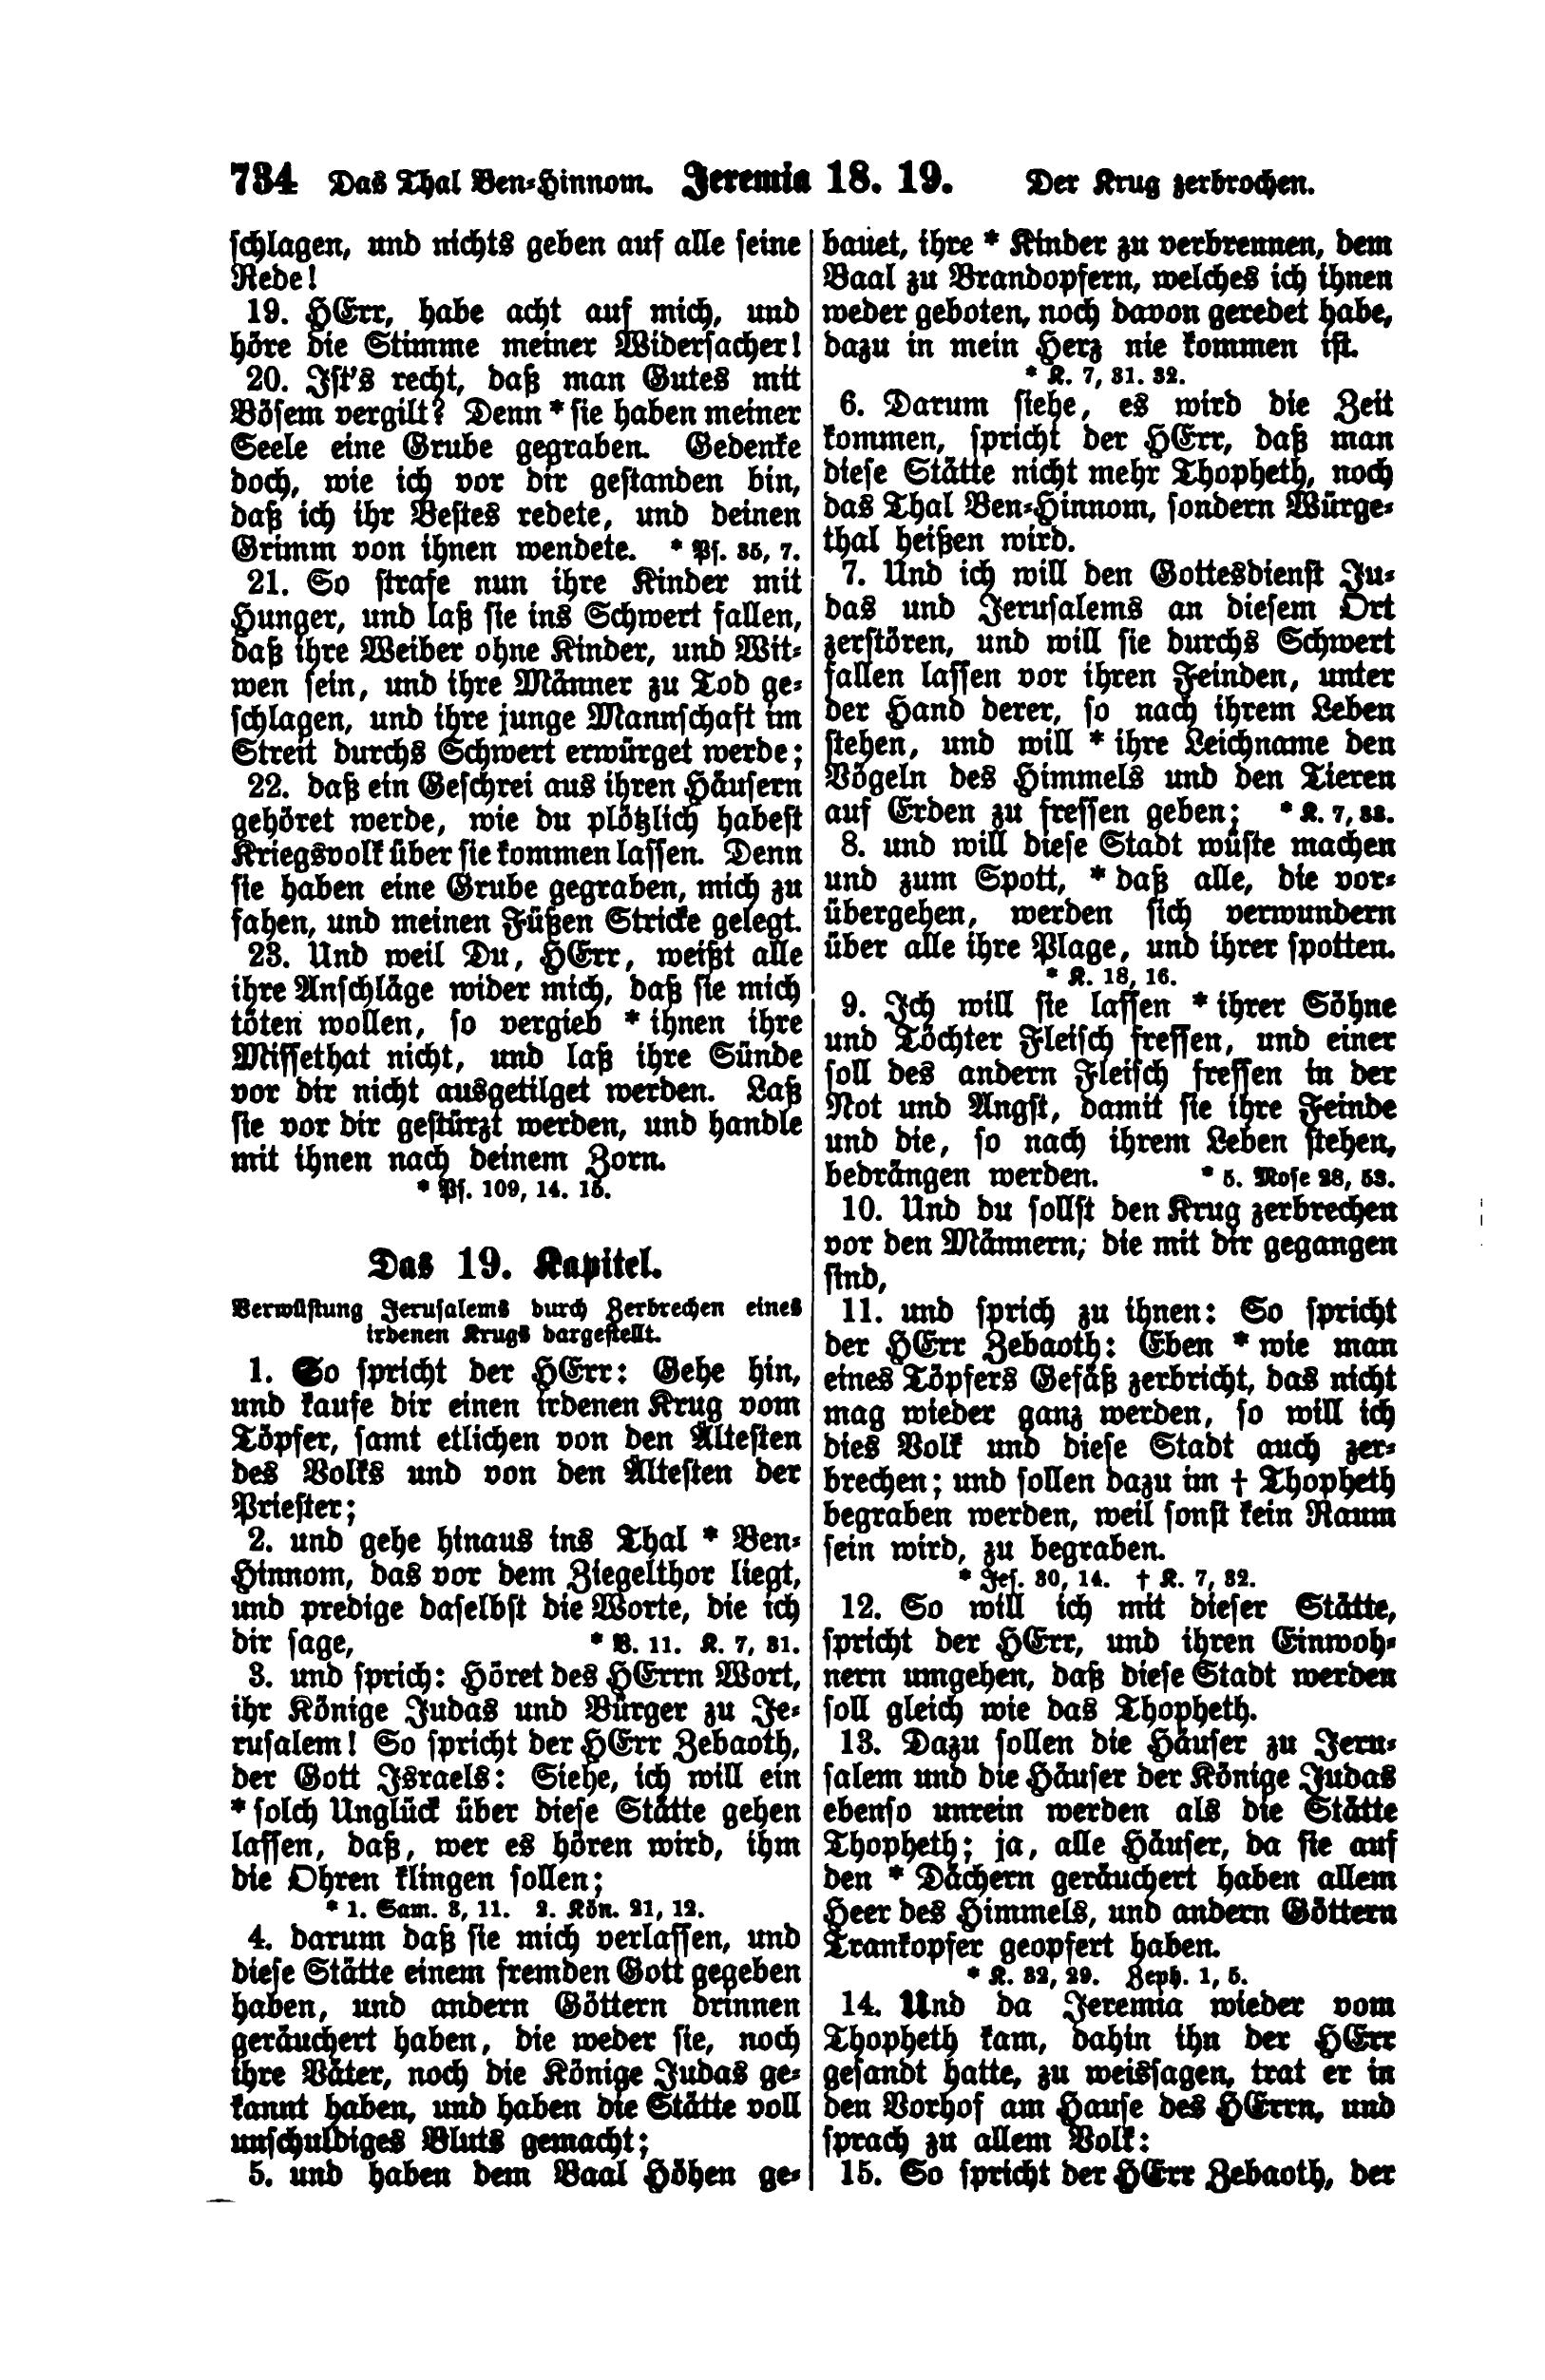 734 Das Thal Ben-Hinnom. Jeremia 18. 19. Der Krug zerbrochen.
schlagen, und nichts geben auf alle seine
Rede!
19. HErr, habe acht auf mich, und
höre die Stimme meiner Widersacher!
20. Ist's recht, daß man Gutes mit
Bösem vergilt? Denn * sie haben meiner
Seele eine Grube gegraben. Gedenke
doch, wie ich vor dir gestanden bin,
daß ich ihr Bestes redete, und deinen
Grimm von ihnen wendete. * Ps. 35, 7.
21. So strafe nun ihre Kinder mit
Hunger, und laß sie ins Schwert fallen,
daß ihre Weiber ohne Kinder, und Wit-
wen sein, und ihre Männer zu Tod ge-
schlagen, und ihre junge Mannschaft im
Streit durchs Schwert erwürget werde;
22. daß ein Geschrei aus ihren Häusern
gehöret werde, wie du plötzlich habest
Kriegsvolk über sie kommen lassen. Denn
sie haben eine Grube gegraben, mich zu
fahen, und meinen Füßen Stricke gelegt.
23. Und weil Du, HErr, weißt alle
ihre Anschläge wider mich, daß sie mich
töten wollen, so vergieb * ihnen ihre
Missethat nicht, und laß ihre Sünde
vor dir nicht ausgetilget werden. Laß
sie vor dir gestürzt werden, und handle
mit ihnen nach deinem Zorn.
* Ps. 109, 14. 15.
Das 19. Kapitel.
Verwüstung Jerusalems durch Zerbrechen eines
irdenen Krugs dargestellt.
1. So spricht der HErr: Gehe hin,
und kaufe dir einen irdenen Krug vom
Töpfer, samt etlichen von den Ältesten
des Volks und von den Ältesten der
Priester;
2. und gehe hinaus ins Thal * Ben-
Hinnom, das vor dem Ziegelthor liegt,
und predige daselbst die Worte, die ich
dir sage, * V. 11. K. 7, 31.
3. und sprich: Höret des HErrn Wort,
ihr Könige Judas und Bürger zu Je-
rusalem! So spricht der HErr Zebaoth,
der Gott Israels: Siehe, ich will ein
* solch Unglück über diese Stätte gehen
lassen, daß, wer es hören wird, ihm
die Ohren klingen sollen;
* 1. Sam. 3, 11. 2. Kön. 21, 12.
4. darum daß sie mich verlassen, und
diese Stätte einem fremden Gott gegeben
haben, und andern Göttern drinnen
geräuchert haben, die weder sie, noch
ihre Väter, noch die Könige Judas ge-
kannt haben, und haben die Stätte voll
unschuldiges Bluts gemacht;
5. und haben dem Baal Höhen ge-
bauet, ihre * Kinder zu verbrennen, dem
Baal zu Brandopfern, welches ich ihnen
weder geboten, noch davon geredet habe,
dazu in mein Herz nie kommen ist.
* K. 7, 31. 32.
6. Darum siehe, es wird die Zeit
kommen, spricht der HErr, daß man
diese Stätte nicht mehr Thopheth, noch
das Thal Ben-Hinnom, sondern Würge-
thal heißen wird.
7. Und ich will den Gottesdienst Ju-
das und Jerusalems an diesem Ort
zerstören, und will sie durchs Schwert
fallen lassen vor ihren Feinden, unter
der Hand derer, so nach ihrem Leben
stehen, und will * ihre Leichname den
Vögeln des Himmels und den Tieren
auf Erden zu fressen geben; * K. 7, 33.
8. und will diese Stadt wüste machen
und zum Spott, * daß alle, die vor-
übergehen, werden sich verwundern
über alle ihre Plage, und ihrer spotten.
* K. 18, 16.
9. Ich will sie lassen * ihrer Söhne
und Töchter Fleisch fressen, und einer
soll des andern Fleisch fressen in der
Not und Angst, damit sie ihre Feinde
und die, so nach ihrem Leben stehen,
bedrängen werden. * 5. Mose 28, 53.
10. Und du sollst den Krug zerbrechen
vor den Männern; die mit dir gegangen
sind,
11. und sprich zu ihnen: So spricht
der HErr Zebaoth: Eben * wie man
eines Töpfers Gefäß zerbricht, das nicht
mag wieder ganz werden, so will ich
dies Volk und diese Stadt auch zer-
brechen; und sollen dazu im † Thopheth
begraben werden, weil sonst kein Raum
sein wird, zu begraben.
* Jes. 30, 14. † K. 7, 32.
12. So will ich mit dieser Stätte,
spricht der HErr, und ihren Einwoh-
nern umgehen, daß diese Stadt werden
soll gleich wie das Thopheth.
13. Dazu sollen die Häuser zu Jeru-
salem und die Häuser der Könige Judas
ebenso unrein werden als die Stätte
Thopheth; ja, alle Häuser, da sie auf
den * Dächern geräuchert haben allem
Heer des Himmels, und andern Göttern
Trankopfer geopfert haben.
* K. 32, 29. Zeph. 1, 5.
14. Und da Jeremia wieder vom
Thopheth kam, dahin ihn der HErr
gesandt hatte, zu weissagen, trat er in
den Vorhof am Hause des HErrn, und
sprach zu allem Volk:
15. So spricht der HErr Zebaoth, der